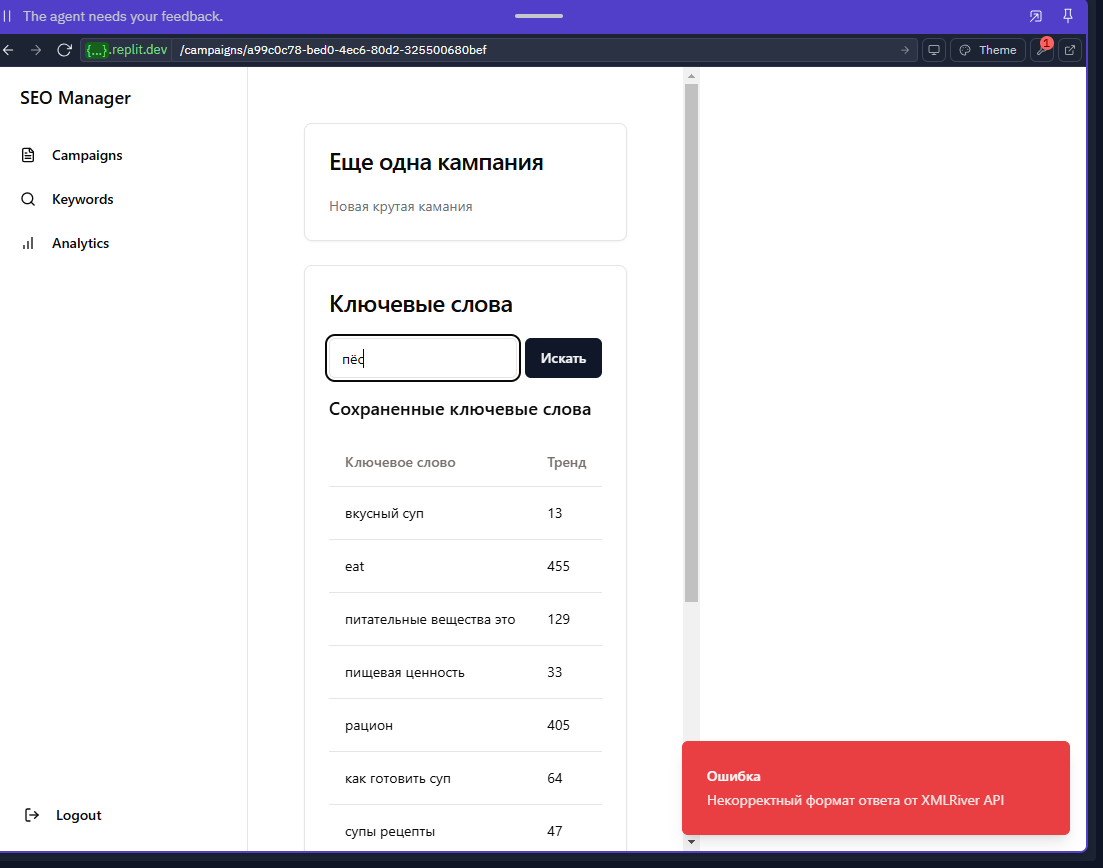 The agent needs your feedback.
{...}.replit.dev /campaigns/a99c0c78-bed0-4ec6-80d2-325500680bef
Theme
1
SEO Manager
Campaigns
Keywords
Analytics
Logout
Еще одна кампания
Новая крутая камания
Ключевые слова
пёс
Искать
Сохраненные ключевые слова
Ключевое слово Тренд
вкусный суп 13
eat 455
питательные вещества это 129
пищевая ценность 33
рацион 405
как готовить суп 64
супы рецепты 47
Ошибка
Некорректный формат ответа от XMLRiver API